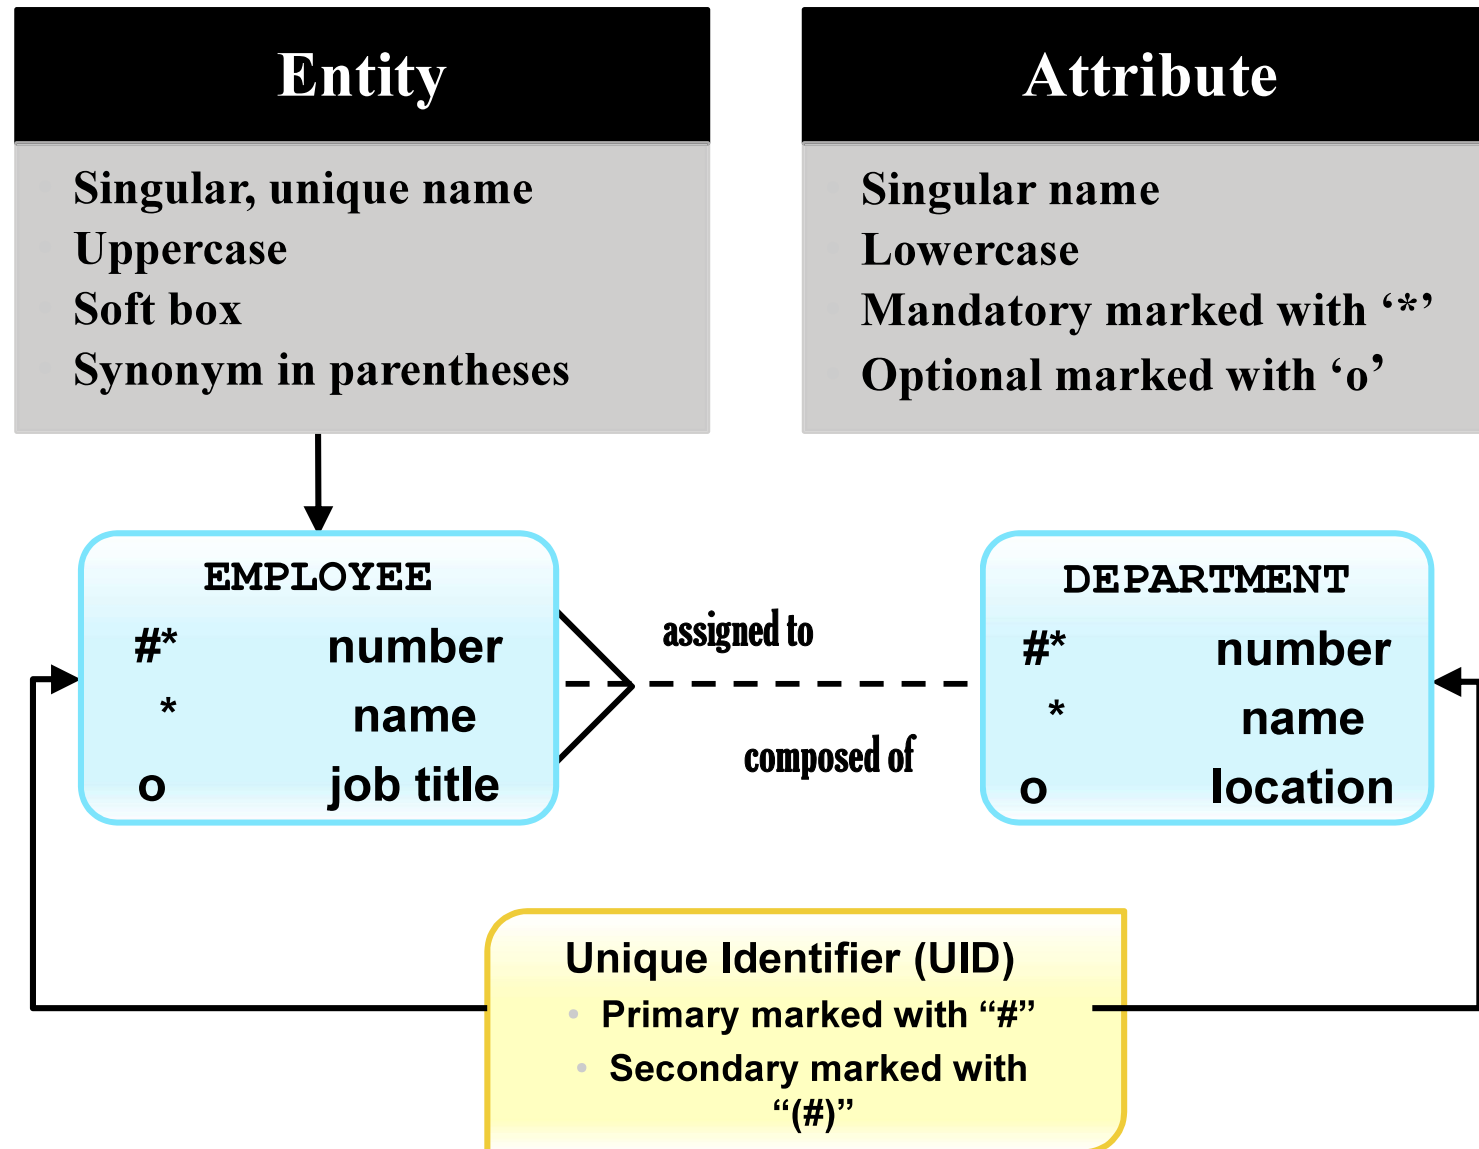 Entity
Singular, unique name
Uppercase
Soft box
Synonym in parentheses
Attribute
Singular name
Lowercase
Mandatory marked with ‘*’
Optional marked with ‘o’
EMPLOYEE
#* number
* name
o job title
assigned to
composed of
DEPARTMENT
#* number
* name
o location
Unique Identifier (UID)
• Primary marked with “#”
• Secondary marked with
“(#)”